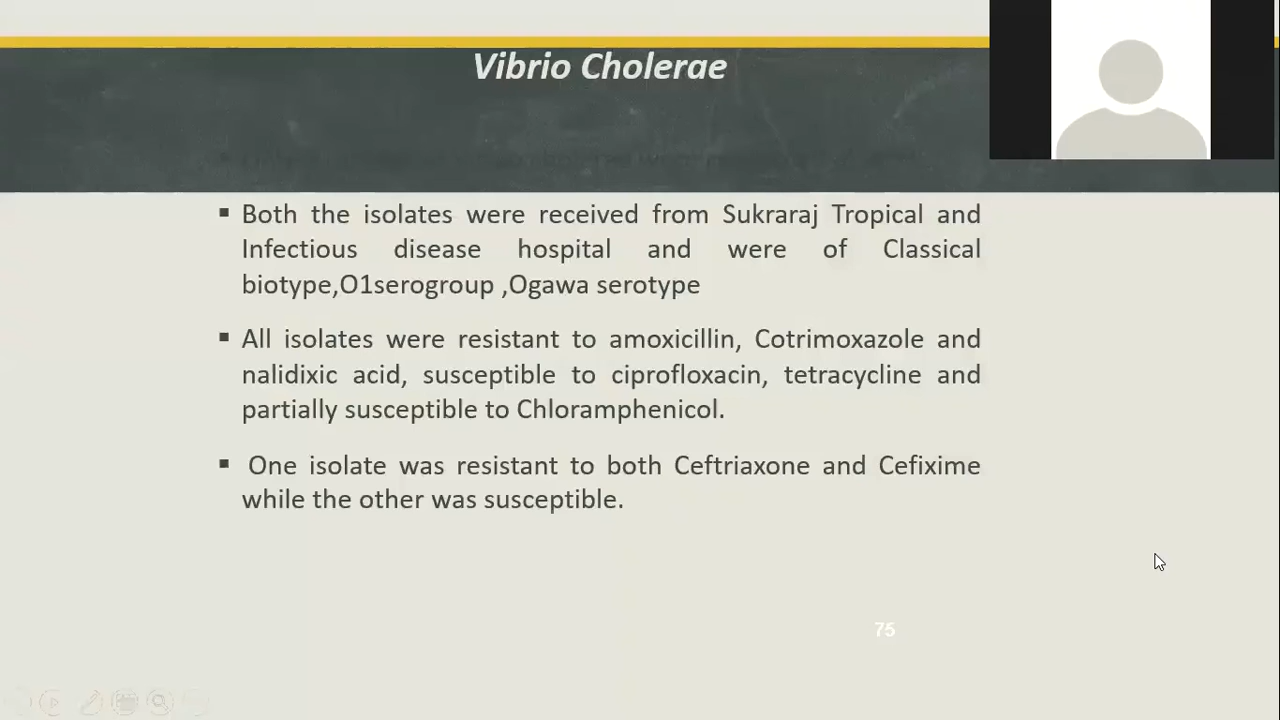 Vibrio Cholerae
▪ Both the isolates were received from Sukraraj Tropical and
Infectious disease hospital and were of Classical
biotype,O1serogroup ,Ogawa serotype
▪ All isolates were resistant to amoxicillin, Cotrimoxazole and
nalidixic acid, susceptible to ciprofloxacin, tetracycline and
partially susceptible to Chloramphenicol.
▪ One isolate was resistant to both Ceftriaxone and Cefixime
while the other was susceptible.
75